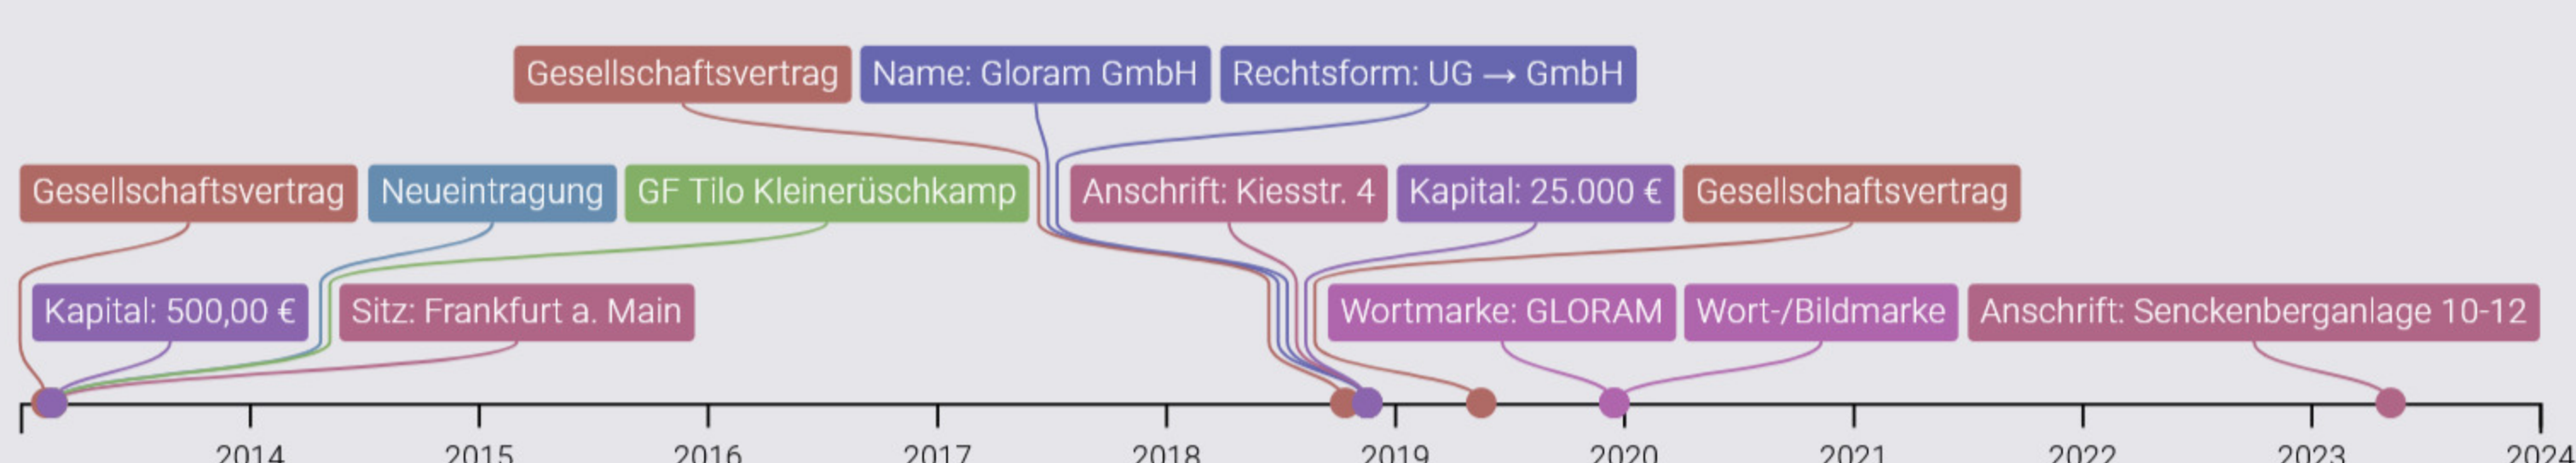 Gesellschaftsvertrag Name: Gloram GmbH Rechtsform: UG → GmbH
Gesellschaftsvertrag Neueintragung GF Tilo Kleinerüschkamp Anschrift: Kiesstr. 4 Kapital: 25.000 € Gesellschaftsvertrag
Kapital: 500,00 € Sitz: Frankfurt a. Main Wortmarke: GLORAM Wort-/Bildmarke Anschrift: Senckenberganlage 10-12
2014 2015 2016 2017 2018 2019 2020 2021 2022 2023 2024